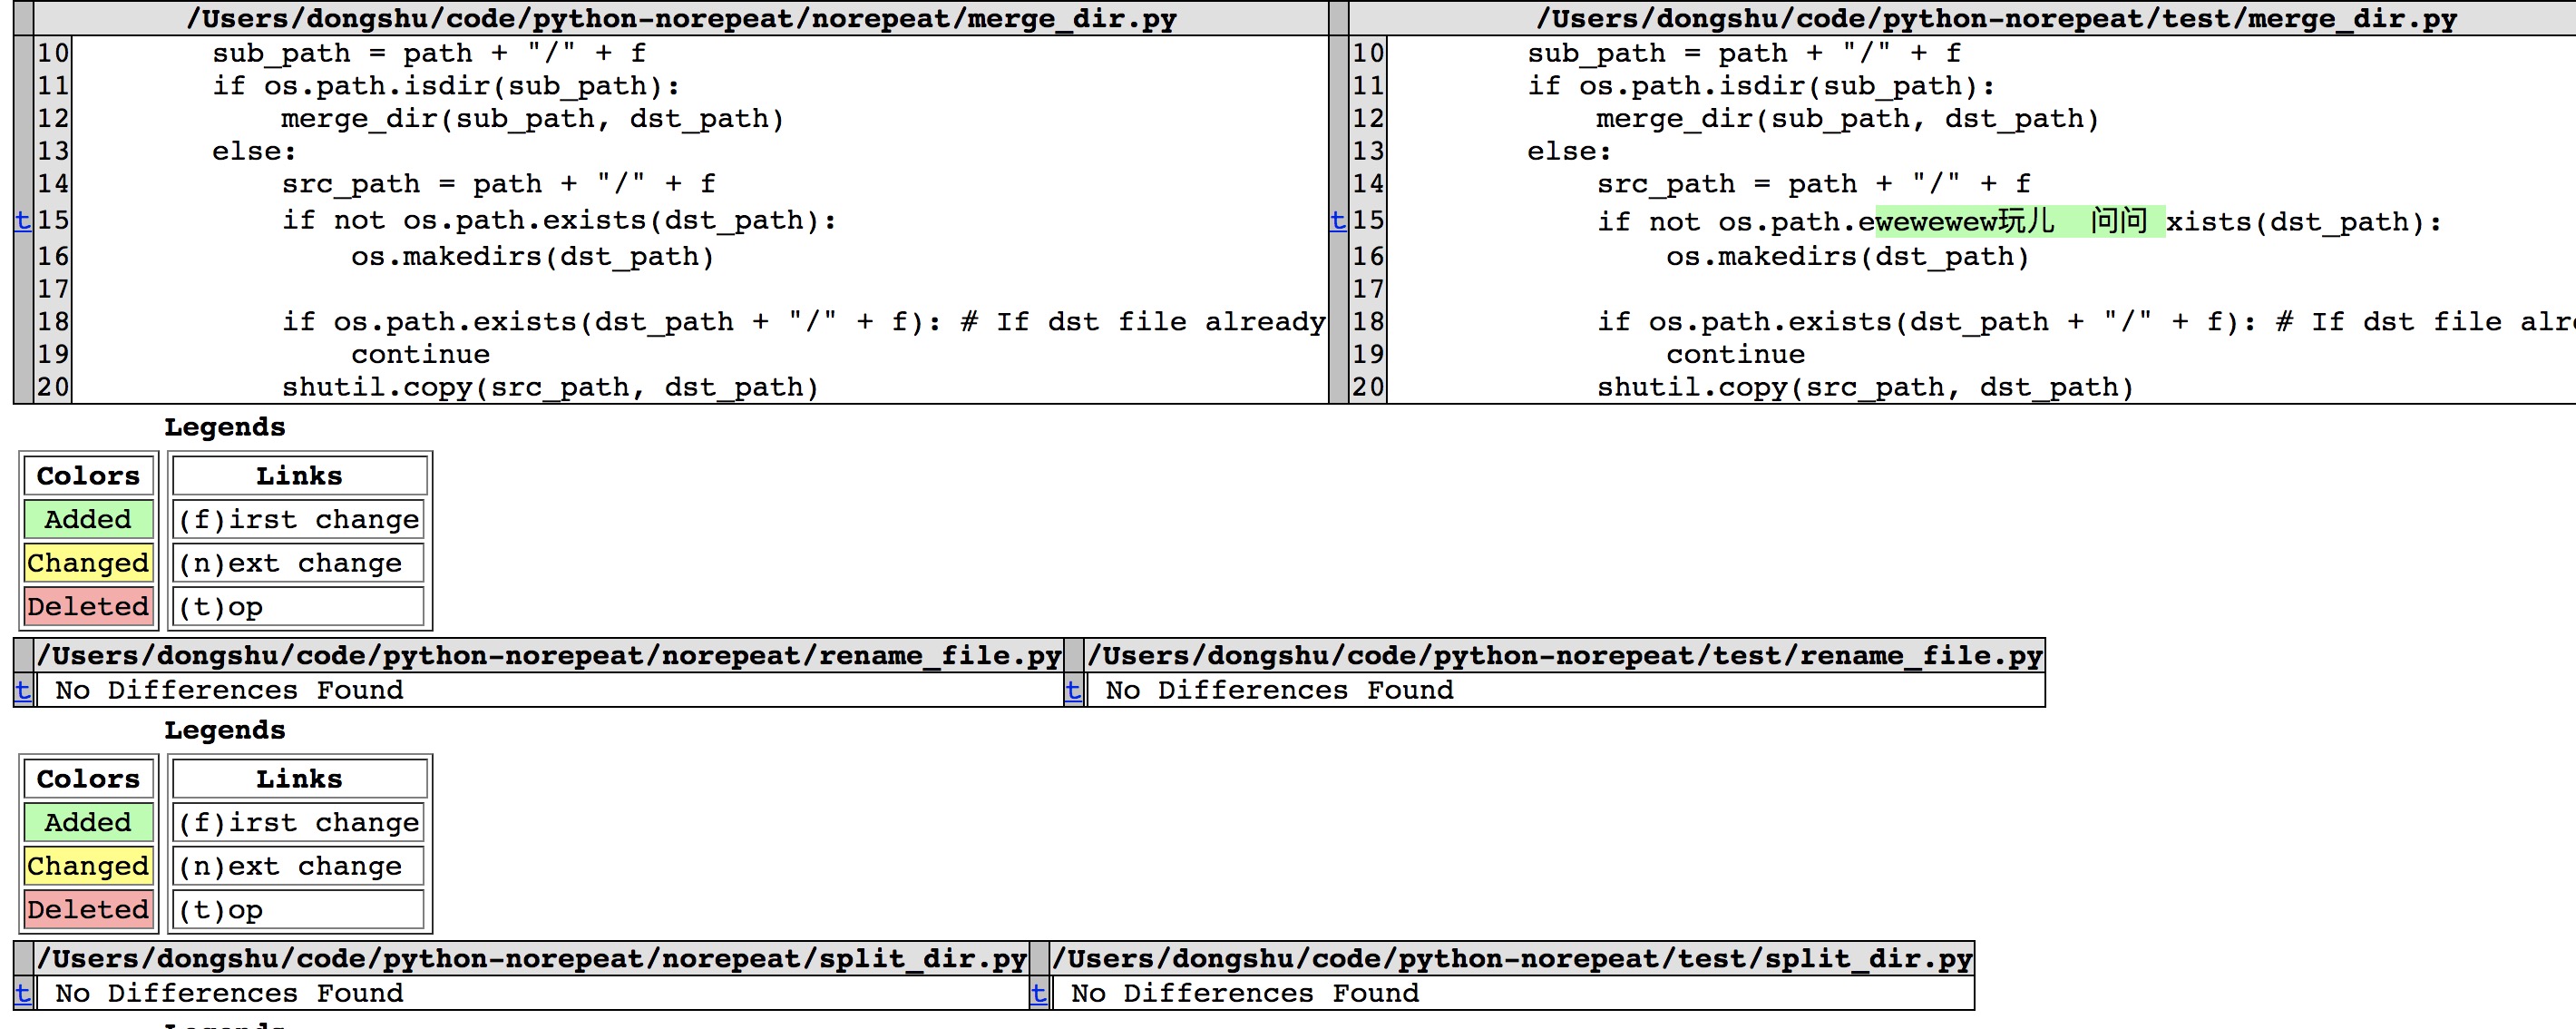 /Users/dongshu/code/python-norepeat/norepeat/merge_dir.py /Users/dongshu/code/python-norepeat/test/merge_dir.py
10 sub_path = path + "/" + f 10 sub_path = path + "/" + f
11 if os.path.isdir(sub_path): 11 if os.path.isdir(sub_path):
12 merge_dir(sub_path, dst_path) 12 merge_dir(sub_path, dst_path)
13 else: 13 else:
14 src_path = path + "/" + f 14 src_path = path + "/" + f
t 15 if not os.path.exists(dst_path): t 15 if not os.path.ewewewew玩儿 问问 xists(dst_path):
16 os.makedirs(dst_path) 16 os.makedirs(dst_path)
17 17
18 if os.path.exists(dst_path + "/" + f): # If dst file already 18 if os.path.exists(dst_path + "/" + f): # If dst file alr
19 continue 19 continue
20 shutil.copy(src_path, dst_path) 20 shutil.copy(src_path, dst_path)
Legends
Colors Links
Added (f)irst change
Changed (n)ext change
Deleted (t)op
/Users/dongshu/code/python-norepeat/norepeat/rename_file.py /Users/dongshu/code/python-norepeat/test/rename_file.py
t No Differences Found t No Differences Found
Legends
Colors Links
Added (f)irst change
Changed (n)ext change
Deleted (t)op
/Users/dongshu/code/python-norepeat/norepeat/split_dir.py /Users/dongshu/code/python-norepeat/test/split_dir.py
t No Differences Found t No Differences Found
Legends